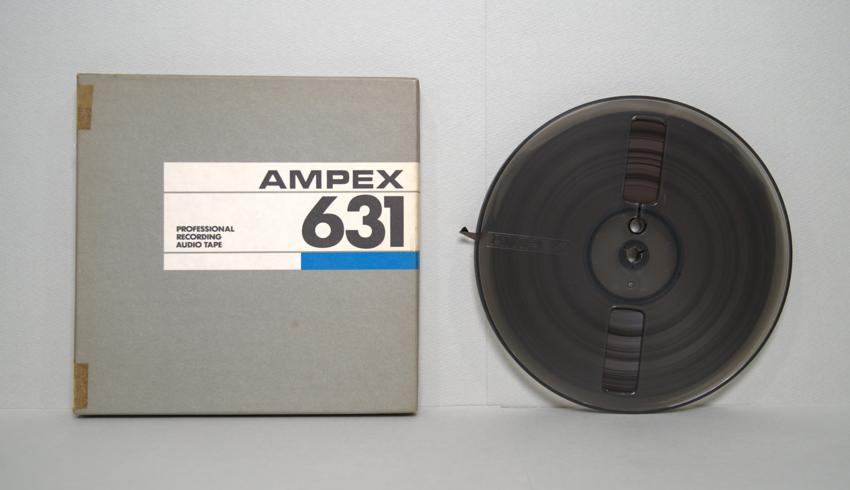 AMPEX
631
PROFESSIONAL
RECORDING
AUDIO TAPE